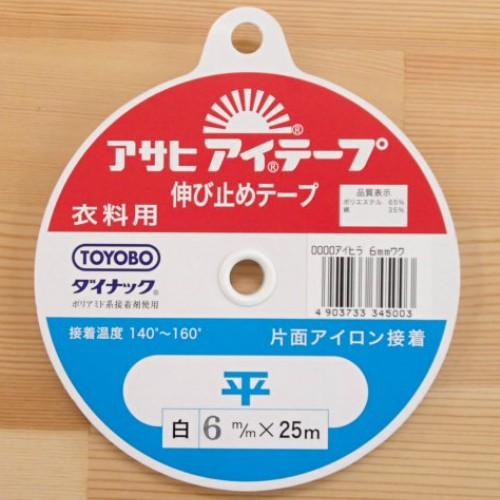 アサヒ アイ®テープ®
伸び止めテープ
衣料用
品質表示
ポリエステル 65%
綿 35%
TOYOBO
ダイナック®
ポリアミド系接着剤使用
0000アイヒラ 6mmワク
4 903733 345003
接着温度 140°〜160°
片面アイロン接着
平
白 6 m/m×25m